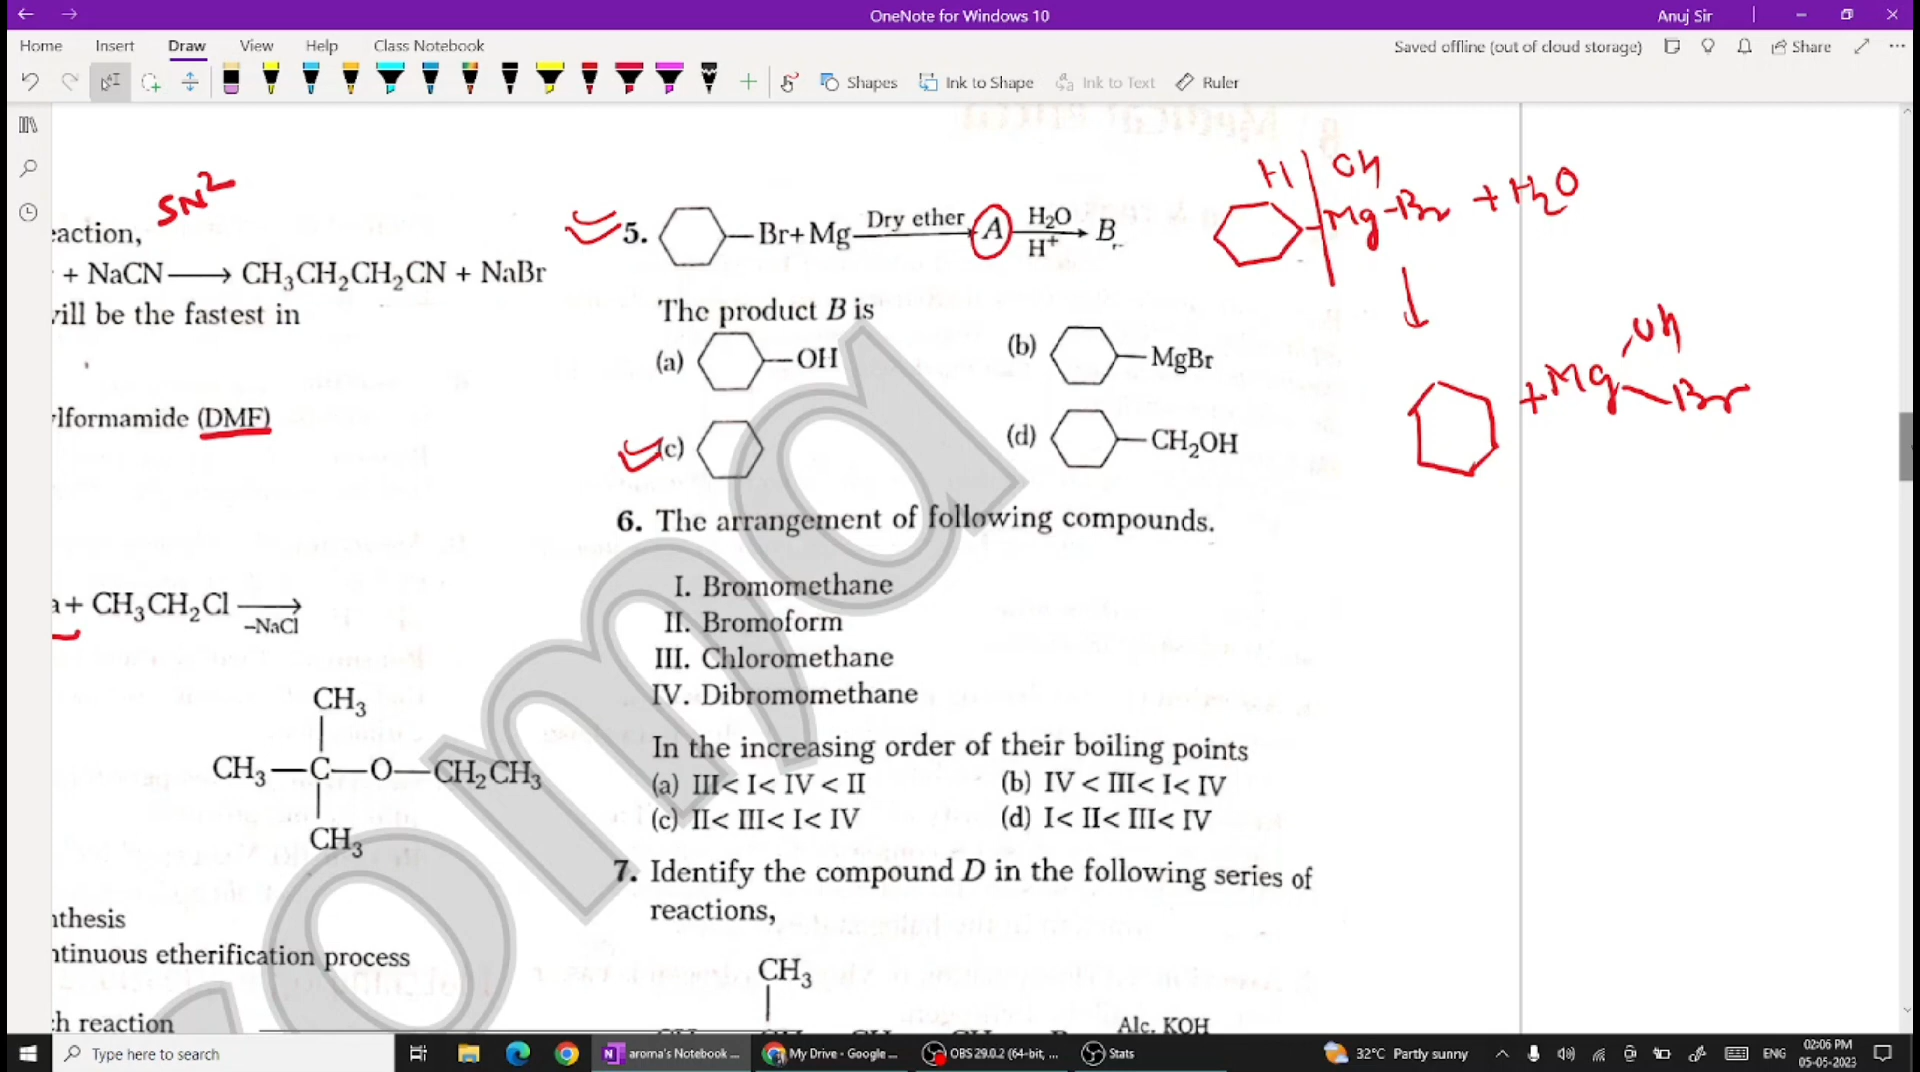 OneNote for Windows 10
Anuj Sir
Home Insert Draw View Help Class Notebook
Saved offline (out of cloud storage)
Share
Shapes
Ink to Shape
Ink to Text
Ruler
SN2
eaction,
+ NaCN⟶CH₃CH₂CH₂CN + NaBr
will be the fastest in
ylformamide (DMF)
a+ CH₃CH₂Cl ⟶
–NaCl
CH₃
CH₃—C—O—CH₂CH₃
CH₃
nthesis
ntinuous etherification process
ch reaction
5. —Br+Mg Dry ether A H₂O B
H⁺
The product B is
(a) —OH (b) —MgBr
(c) (d) —CH₂OH
6. The arrangement of following compounds.
I. Bromomethane
II. Bromoform
III. Chloromethane
IV. Dibromomethane
In the increasing order of their boiling points
(a) III< I< IV < II (b) IV < III< I< IV
(c) II< III< I< IV (d) I< II< III< IV
7. Identify the compound D in the following series of
reactions,
CH₃
Alc. KOH
H OH
Mg-Br + H₂O
OH
+Mg Br
oma
Type here to search
aroma's Notebook ...
My Drive - Google ...
OBS 29.0.2 (64-bit, ...
Stats
32°C Partly sunny
ENG
02:06 PM
05-05-2023